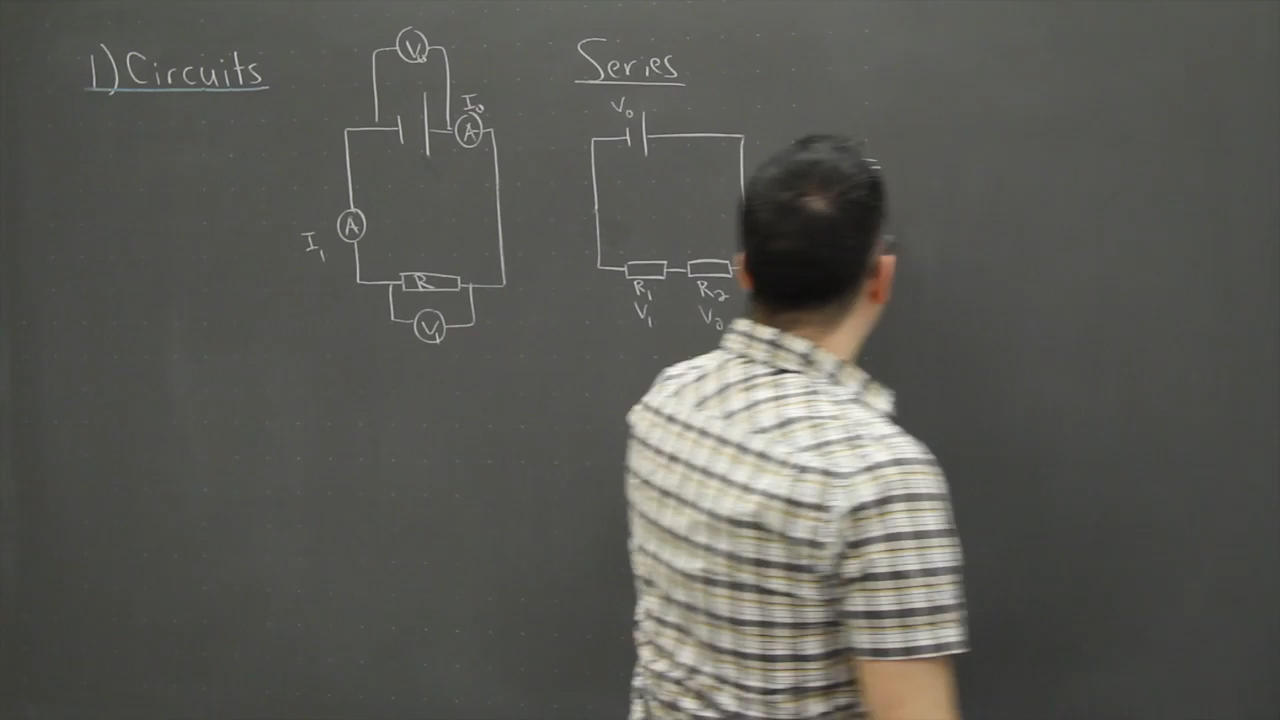 1) Circuits
V₀
I₀
A
A
I₁
R
V₁
Series
V₀
R₁ R₂
V₁ V₂
=